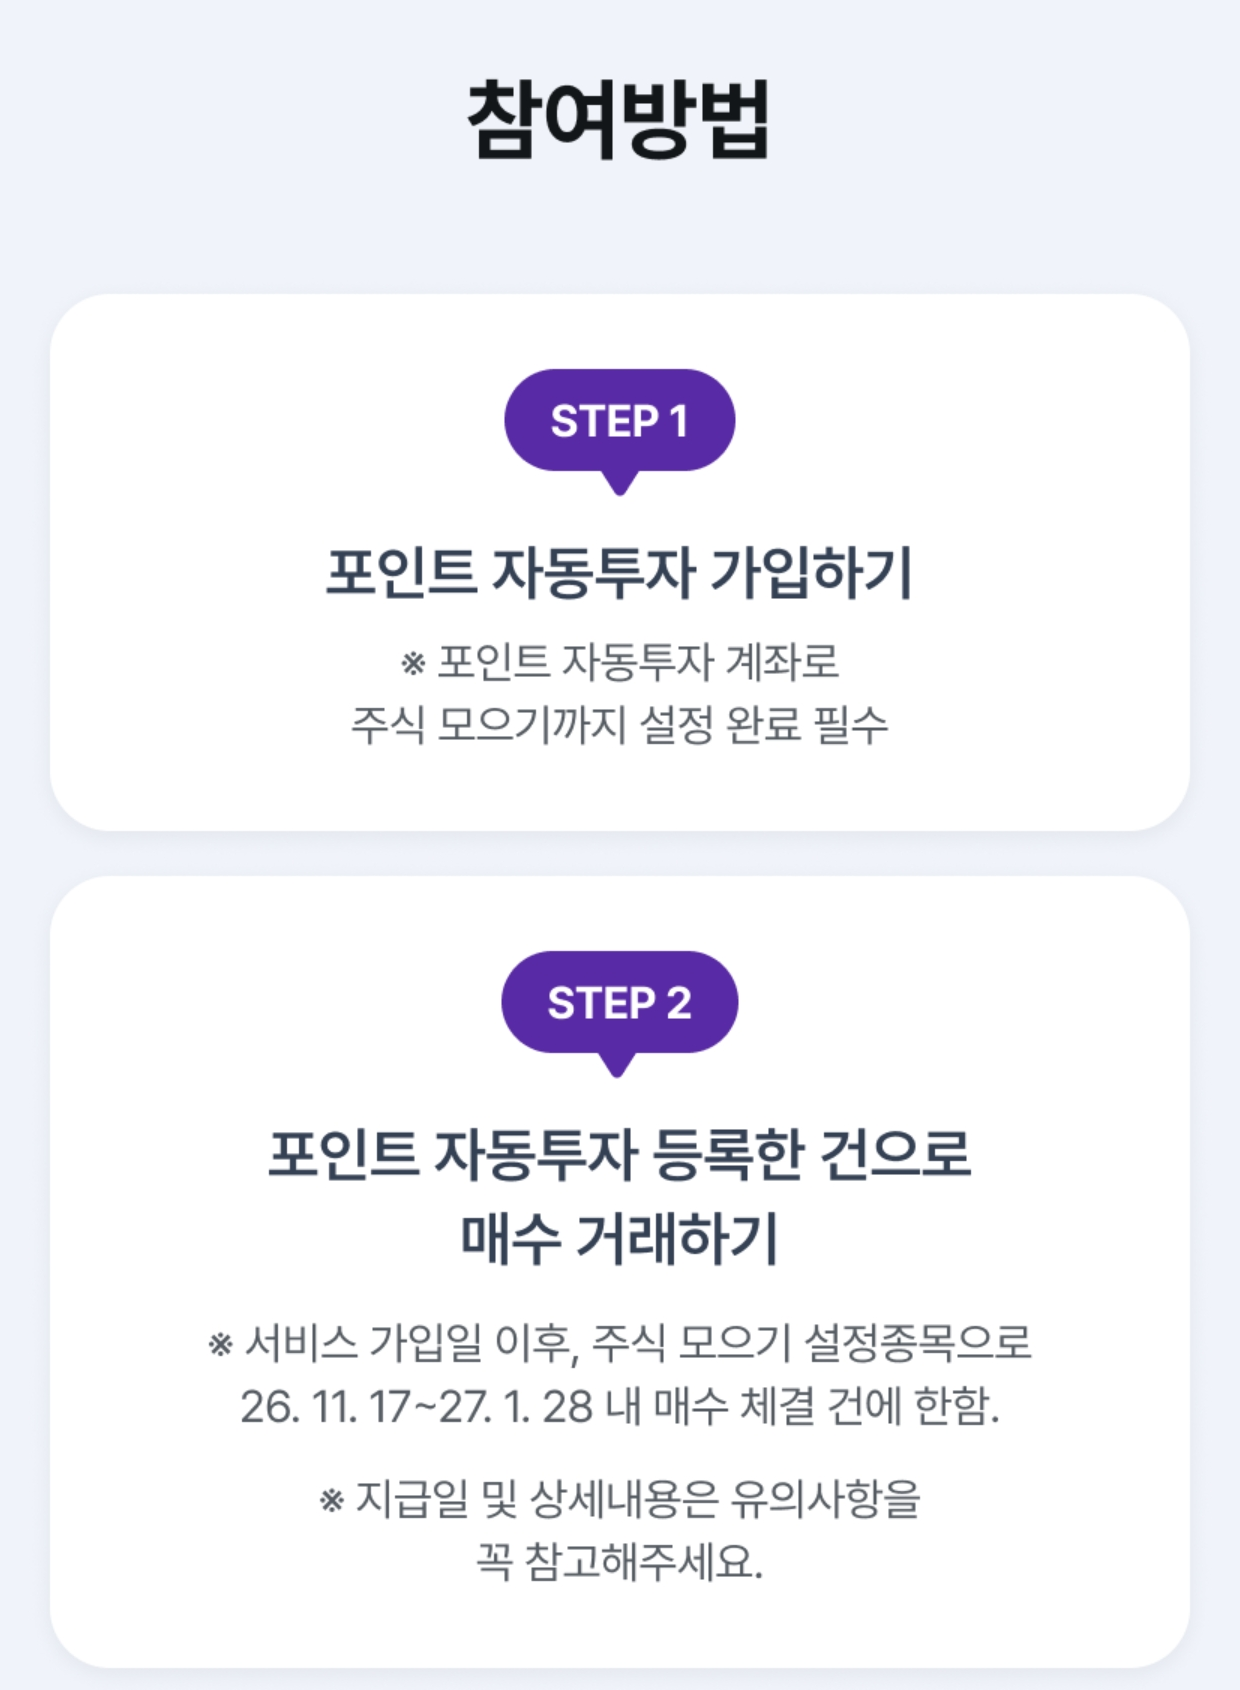 참여방법
STEP 1
포인트 자동투자 가입하기
※ 포인트 자동투자 계좌로
주식 모으기까지 설정 완료 필수
STEP 2
포인트 자동투자 등록한 건으로
매수 거래하기
※ 서비스 가입일 이후, 주식 모으기 설정종목으로
26. 11. 17~27. 1. 28 내 매수 체결 건에 한함.
※ 지급일 및 상세내용은 유의사항을
꼭 참고해주세요.